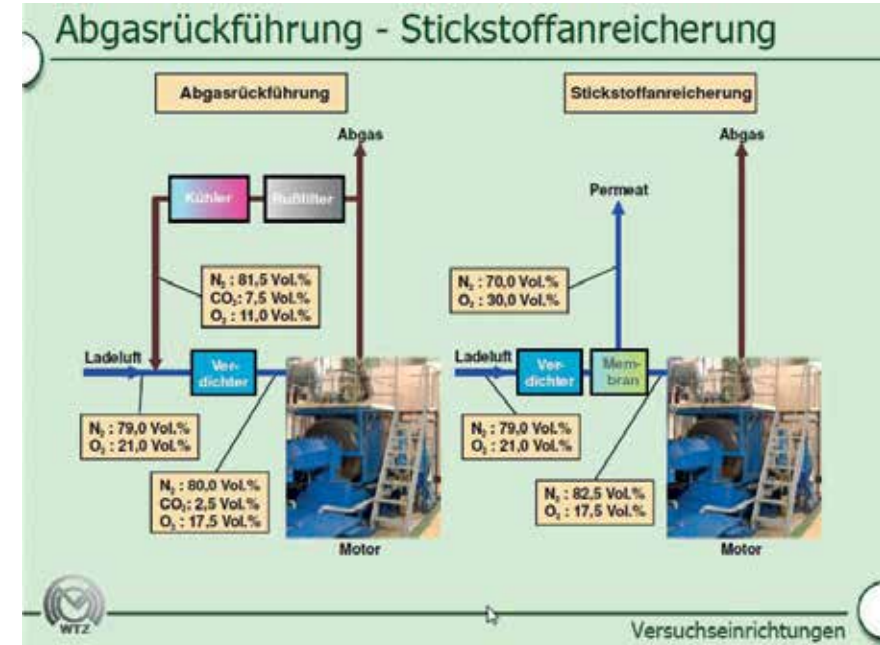 Abgasrückführung - Stickstoffanreicherung
Abgasrückführung
Abgas
Kühler
Rußfilter
N₂ : 81,5 Vol.%
CO₂: 7,5 Vol.%
O₂ : 11,0 Vol.%
Ladeluft
Ver-
dichter
N₂ : 79,0 Vol.%
O₂ : 21,0 Vol.%
N₂ : 80,0 Vol.%
CO₂: 2,5 Vol.%
O₂ : 17,5 Vol.%
Motor
Stickstoffanreicherung
Abgas
Permeat
N₂ : 70,0 Vol.%
O₂ : 30,0 Vol.%
Ladeluft
Ver-
dichter
Mem-
bran
N₂ : 79,0 Vol.%
O₂ : 21,0 Vol.%
N₂ : 82,5 Vol.%
O₂ : 17,5 Vol.%
Motor
WTZ
Versuchseinrichtungen